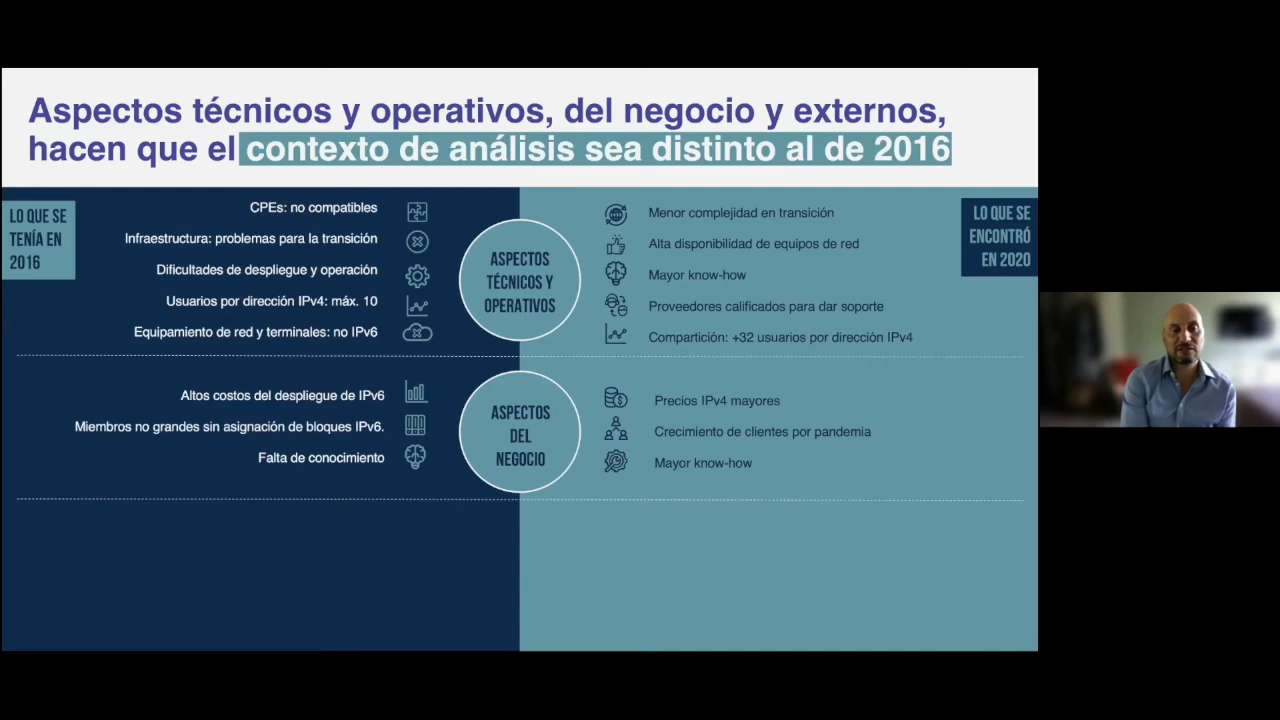 Aspectos técnicos y operativos, del negocio y externos,
hacen que el contexto de análisis sea distinto al de 2016
LO QUE SE
TENÍA EN
2016
CPEs: no compatibles
Infraestructura: problemas para la transición
Dificultades de despliegue y operación
Usuarios por dirección IPv4: máx. 10
Equipamiento de red y terminales: no IPv6
ASPECTOS
TÉCNICOS Y
OPERATIVOS
Menor complejidad en transición
Alta disponibilidad de equipos de red
Mayor know-how
Proveedores calificados para dar soporte
Compartición: +32 usuarios por dirección IPv4
LO QUE SE
ENCONTRÓ
EN 2020
Altos costos del despliegue de IPv6
Miembros no grandes sin asignación de bloques IPv6.
Falta de conocimiento
ASPECTOS
DEL
NEGOCIO
Precios IPv4 mayores
Crecimiento de clientes por pandemia
Mayor know-how